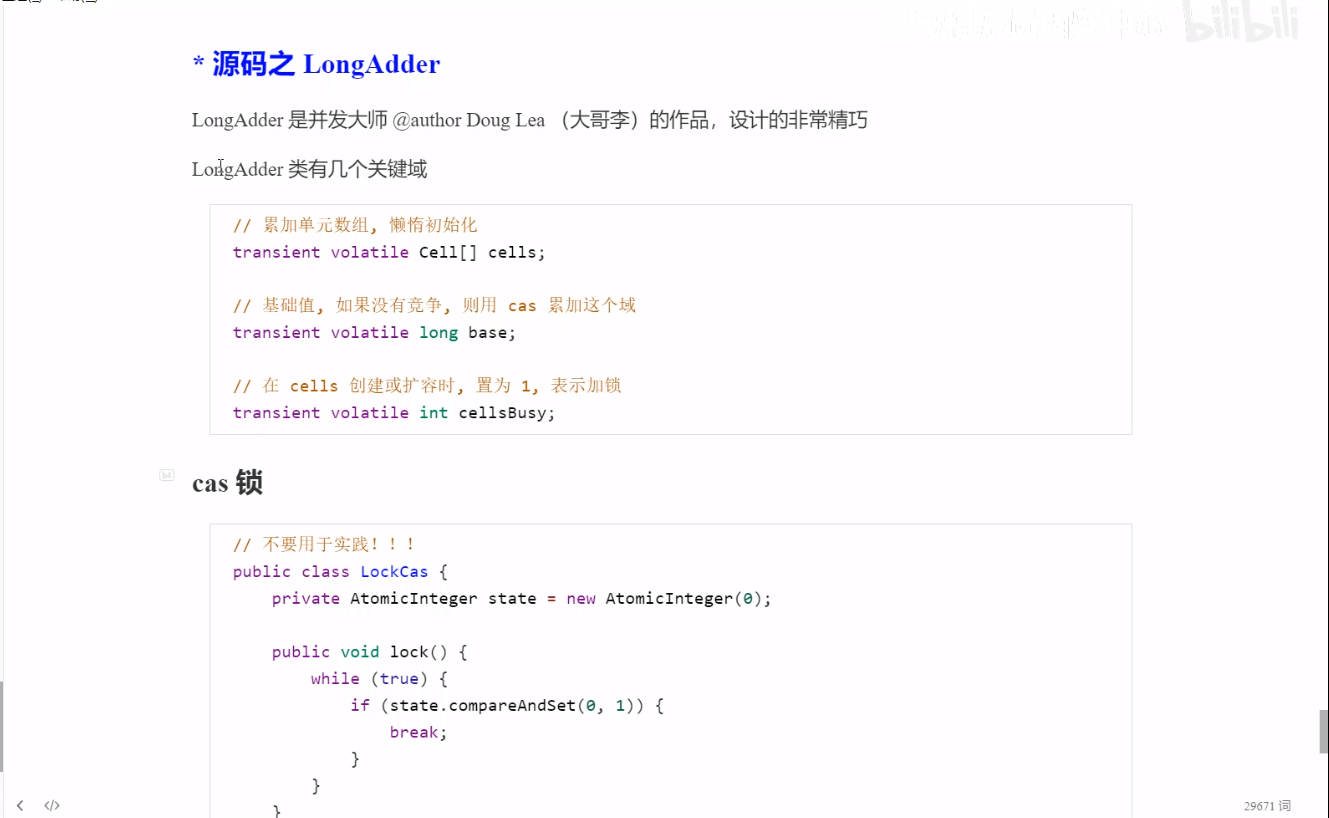 * 源码之 LongAdder
LongAdder 是并发大师 @author Doug Lea （大哥李）的作品，设计的非常精巧
LongAdder 类有几个关键域
// 累加单元数组, 懒惰初始化
transient volatile Cell[] cells;
// 基础值, 如果没有竞争, 则用 cas 累加这个域
transient volatile long base;
// 在 cells 创建或扩容时, 置为 1, 表示加锁
transient volatile int cellsBusy;
cas 锁
// 不要用于实践！！！
public class LockCas {
private AtomicInteger state = new AtomicInteger(0);
public void lock() {
while (true) {
if (state.compareAndSet(0, 1)) {
break;
}
}
}
29671 词
bilibili